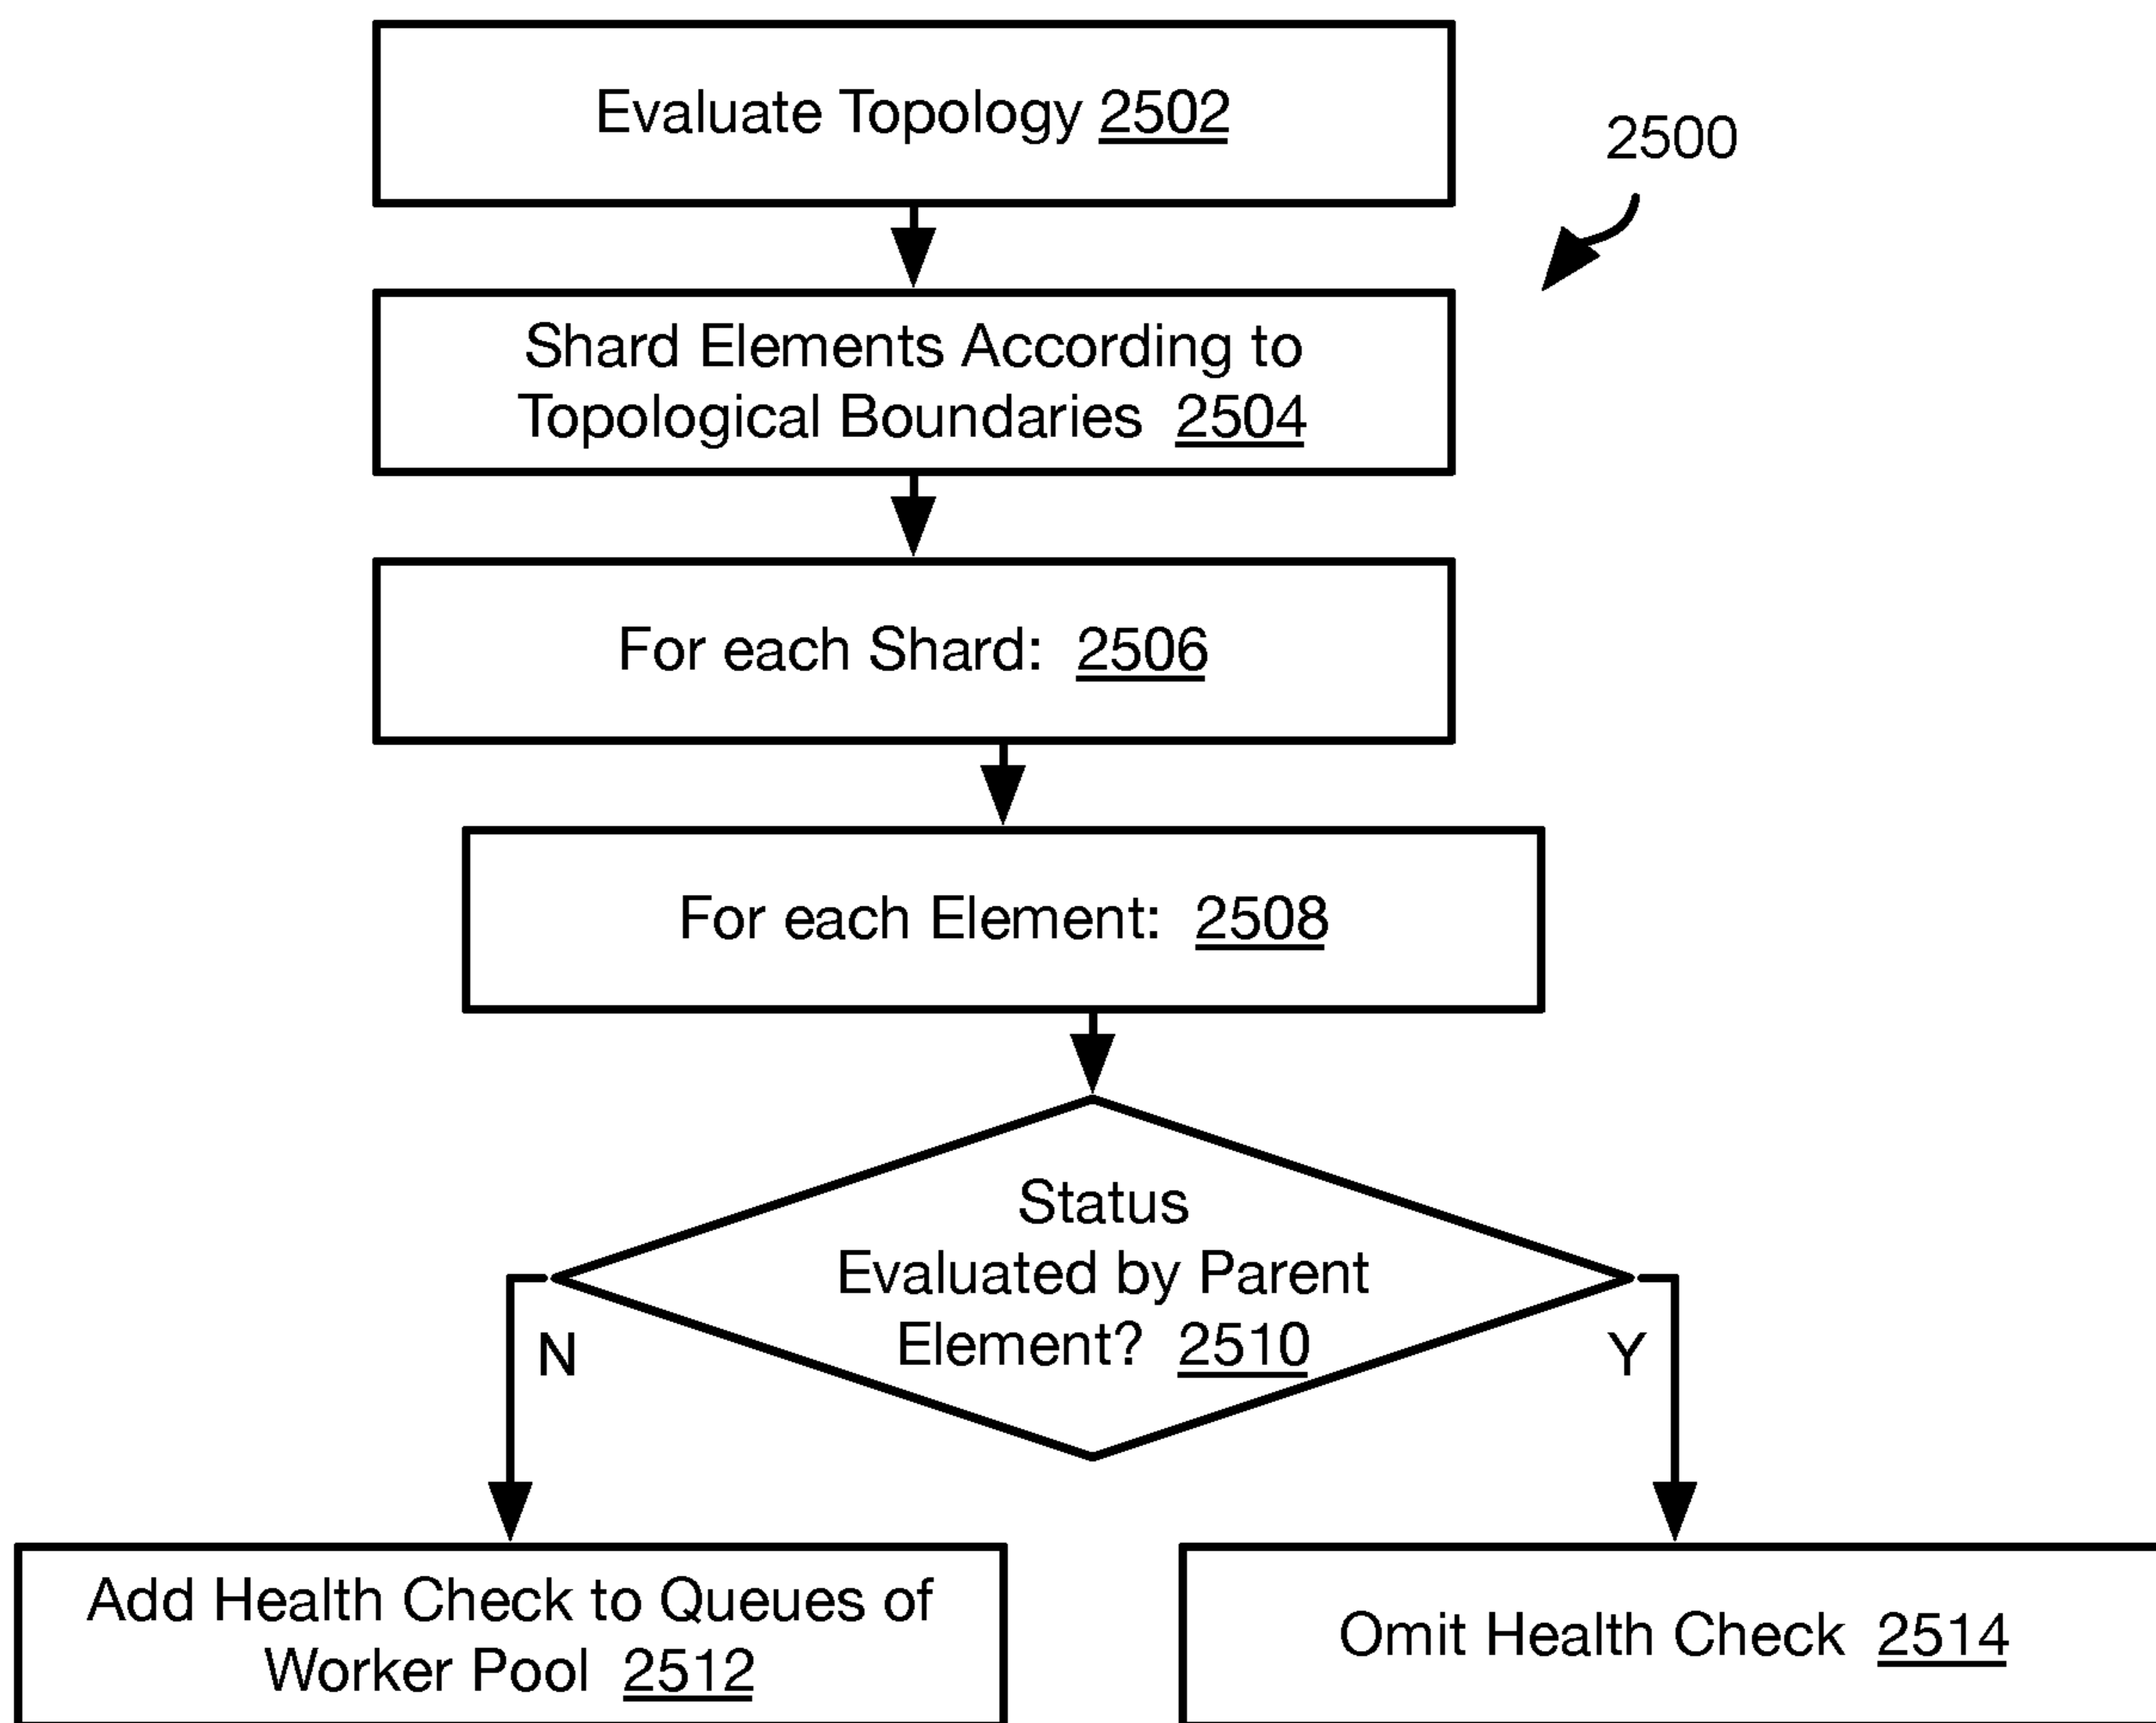 Evaluate Topology 2502
2500
Shard Elements According to
Topological Boundaries 2504
For each Shard: 2506
For each Element: 2508
Status
Evaluated by Parent
Element? 2510
N
Y
Add Health Check to Queues of
Worker Pool 2512
Omit Health Check 2514